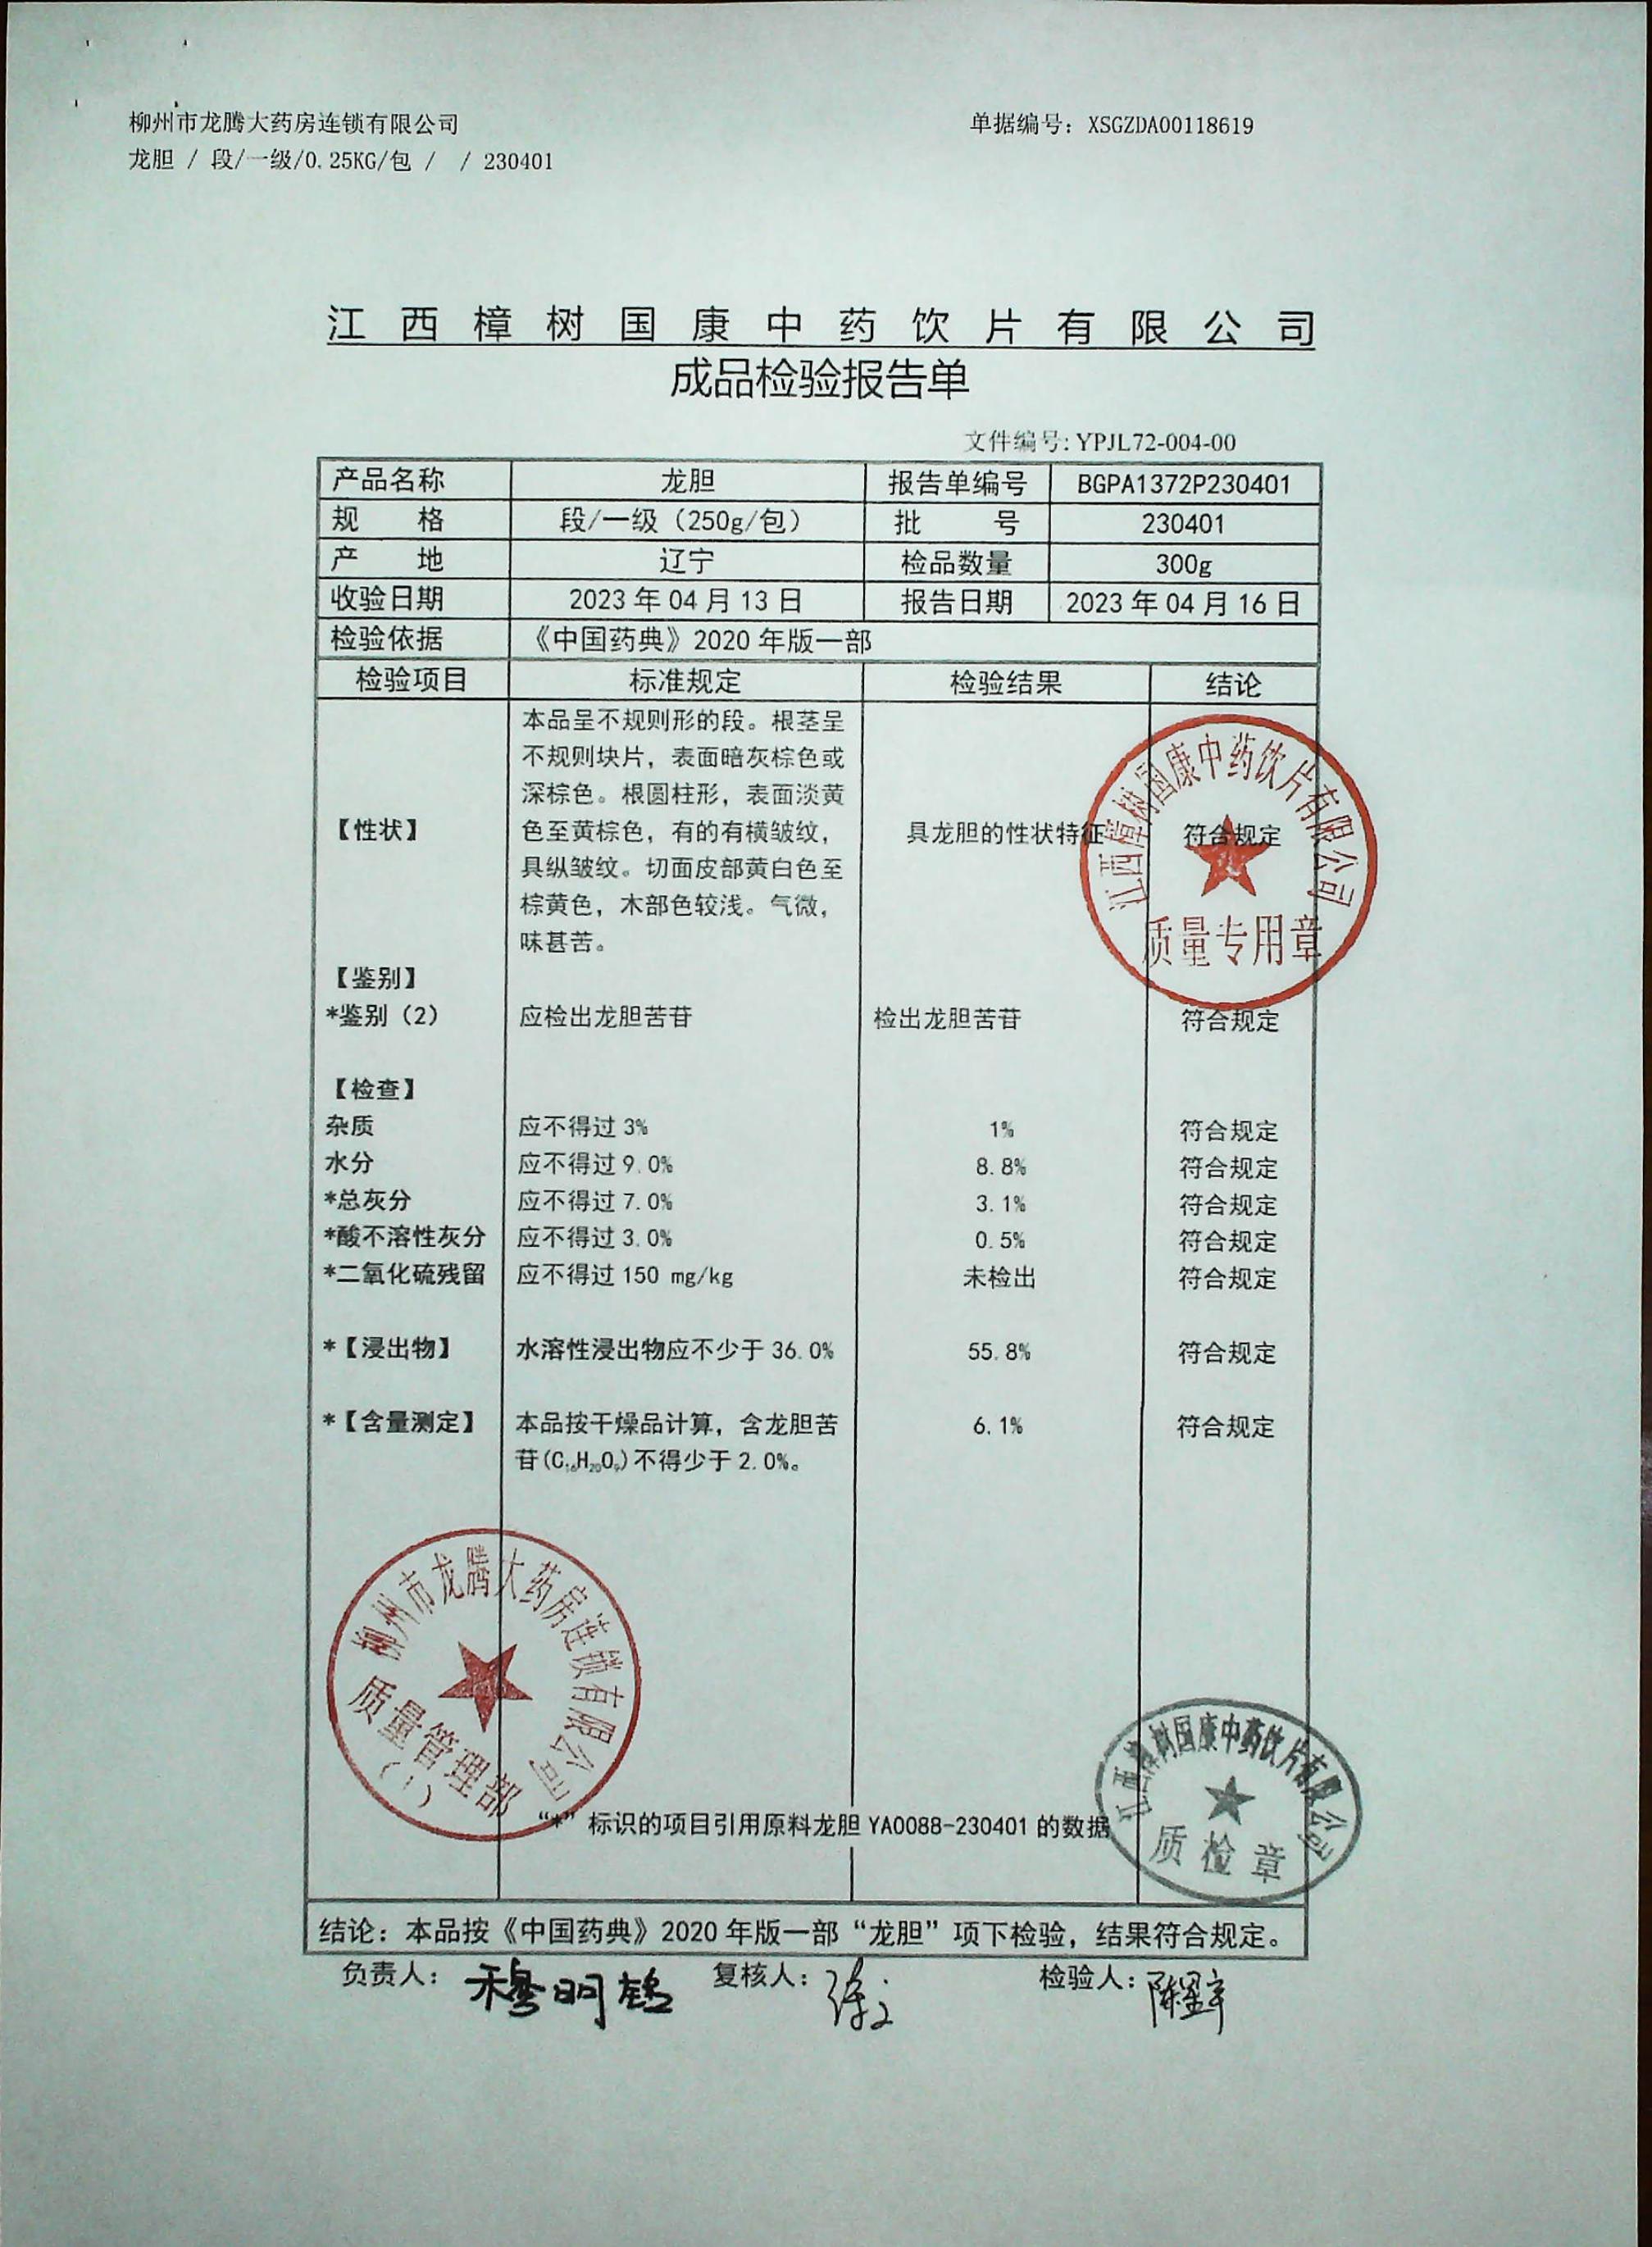 柳州市龙腾大药房连锁有限公司 单据编号：XSGZDA00118619
龙胆 / 段/一级/0.25KG/包 / / 230401
江西樟树国康中药饮片有限公司
成品检验报告单
文件编号:YPJL72-004-00
产品名称 龙胆 报告单编号 BGPA1372P230401
规 格 段/一级（250g/包） 批 号 230401
产 地 辽宁 检品数量 300g
收验日期 2023年04月13日 报告日期 2023年04月16日
检验依据 《中国药典》2020年版一部
检验项目 标准规定 检验结果 结论
本品呈不规则形的段。根茎呈
不规则块片，表面暗灰棕色或
深棕色。根圆柱形，表面淡黄
【性状】 色至黄棕色，有的有横皱纹， 具龙胆的性状特征 符合规定
具纵皱纹。切面皮部黄白色至
棕黄色，木部色较浅。气微，
味甚苦。
江西樟树国康中药饮片有限公司
质量专用章
【鉴别】
*鉴别（2） 应检出龙胆苦苷 检出龙胆苦苷 符合规定
【检查】
杂质 应不得过3% 1% 符合规定
水分 应不得过9.0% 8.8% 符合规定
*总灰分 应不得过7.0% 3.1% 符合规定
*酸不溶性灰分 应不得过3.0% 0.5% 符合规定
*二氧化硫残留 应不得过150 mg/kg 未检出 符合规定
*【浸出物】 水溶性浸出物应不少于36.0% 55.8% 符合规定
*【含量测定】 本品按干燥品计算，含龙胆苦 6.1% 符合规定
苷(C₁₆H₂₀O₉)不得少于2.0%。
柳州市龙腾大药房连锁有限公司
质量管理部
（1）
江西樟树国康中药饮片有限公司
质检章
“*”标识的项目引用原料龙胆YA0088-230401的数据
结论：本品按《中国药典》2020年版一部“龙胆”项下检验，结果符合规定。
负责人： 复核人： 检验人：